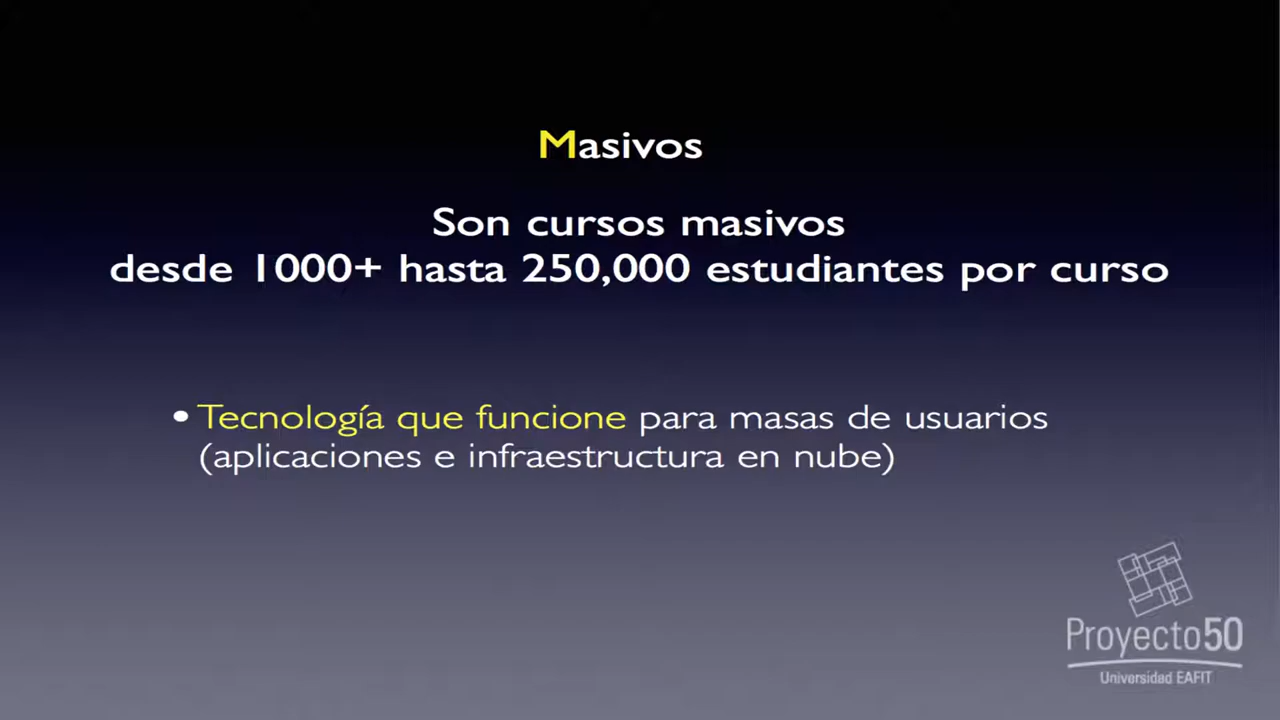 Masivos
Son cursos masivos
desde 1000+ hasta 250,000 estudiantes por curso
•Tecnología que funcione para masas de usuarios
(aplicaciones e infraestructura en nube)
Proyecto50
Universidad EAFIT